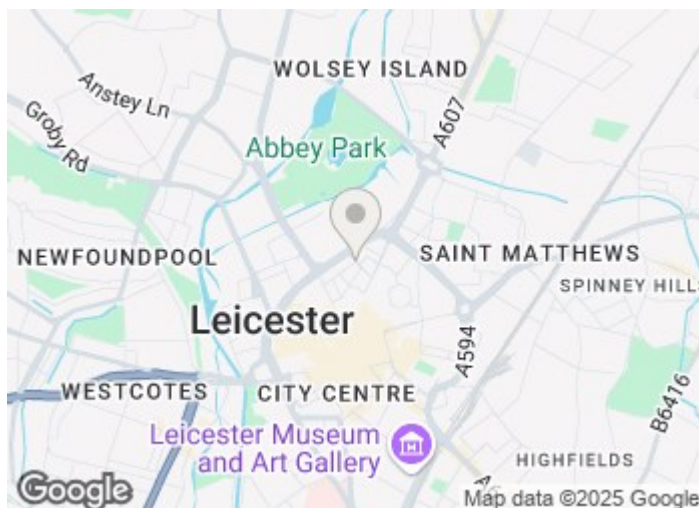 WOLSEY ISLAND
Anstey Ln
Groby Rd
A607
Abbey Park
NEWFOUNDPOOL
SAINT MATTHEWS
SPINNEY HILLS
Leicester
A594
WESTCOTES
CITY CENTRE
B6416
Leicester Museum
and Art Gallery
HIGHFIELDS
Google
Map data ©2025 Google